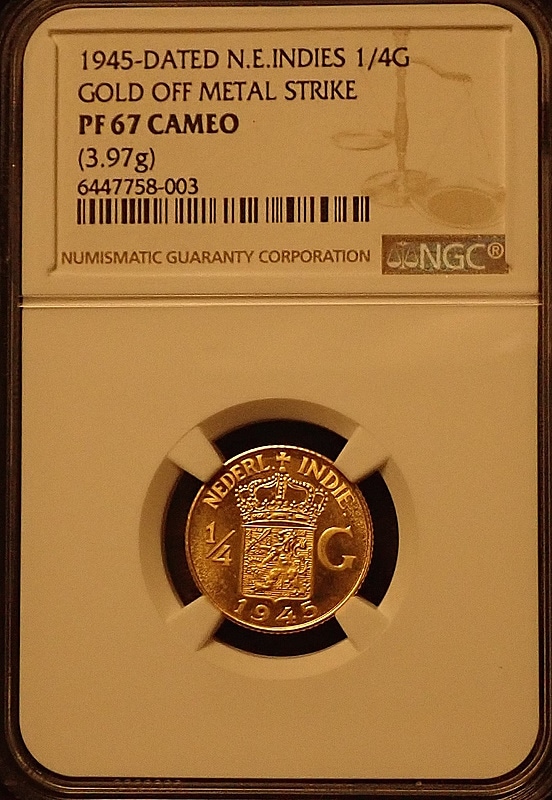 1945-DATED N.E.INDIES 1/4G
GOLD OFF METAL STRIKE
PF 67 CAMEO
(3.97g)
6447758-003
NUMISMATIC GUARANTY CORPORATION
NGC®
NEDERL. INDIE
1/4 G
1945